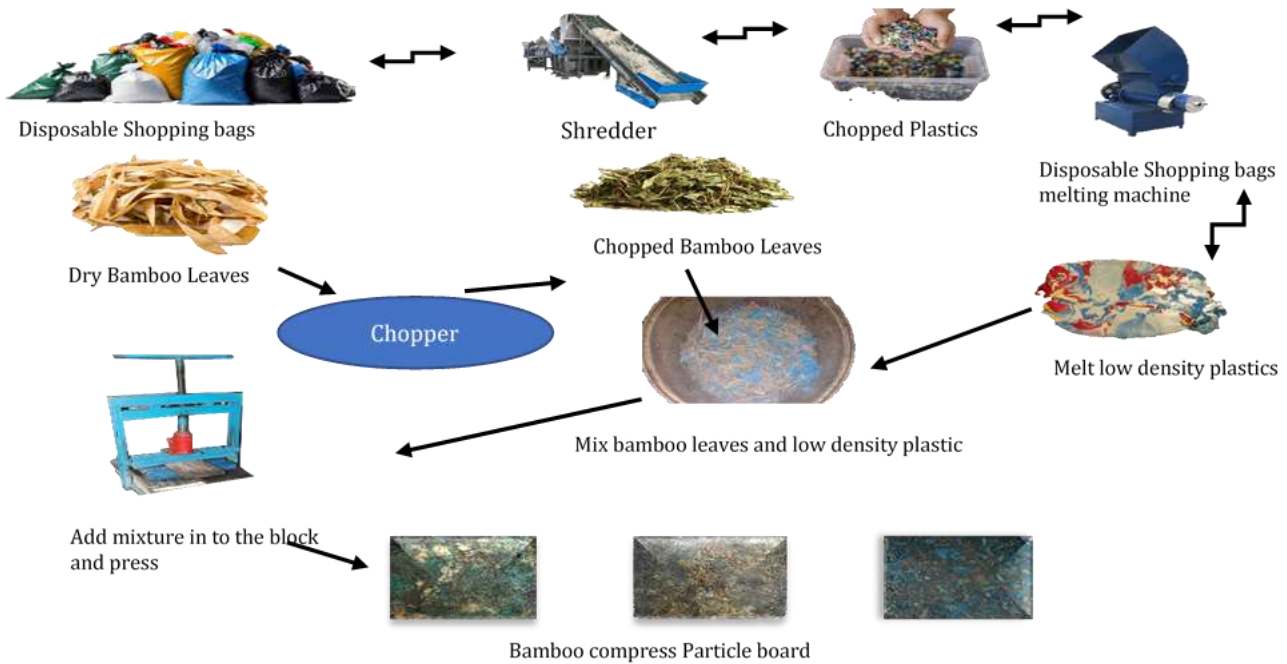 Disposable Shopping bags
Shredder
Chopped Plastics
Disposable Shopping bags
melting machine
Dry Bamboo Leaves
Chopped Bamboo Leaves
Chopper
Melt low density plastics
Mix bamboo leaves and low density plastic
Add mixture in to the block
and press
Bamboo compress Particle board